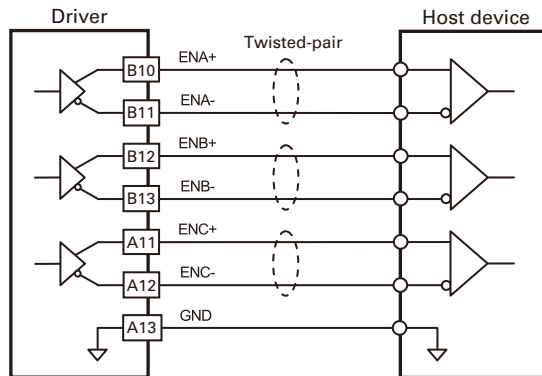 Driver
Host device
Twisted-pair
B10 ENA+
B11 ENA-
B12 ENB+
B13 ENB-
A11 ENC+
A12 ENC-
A13 GND